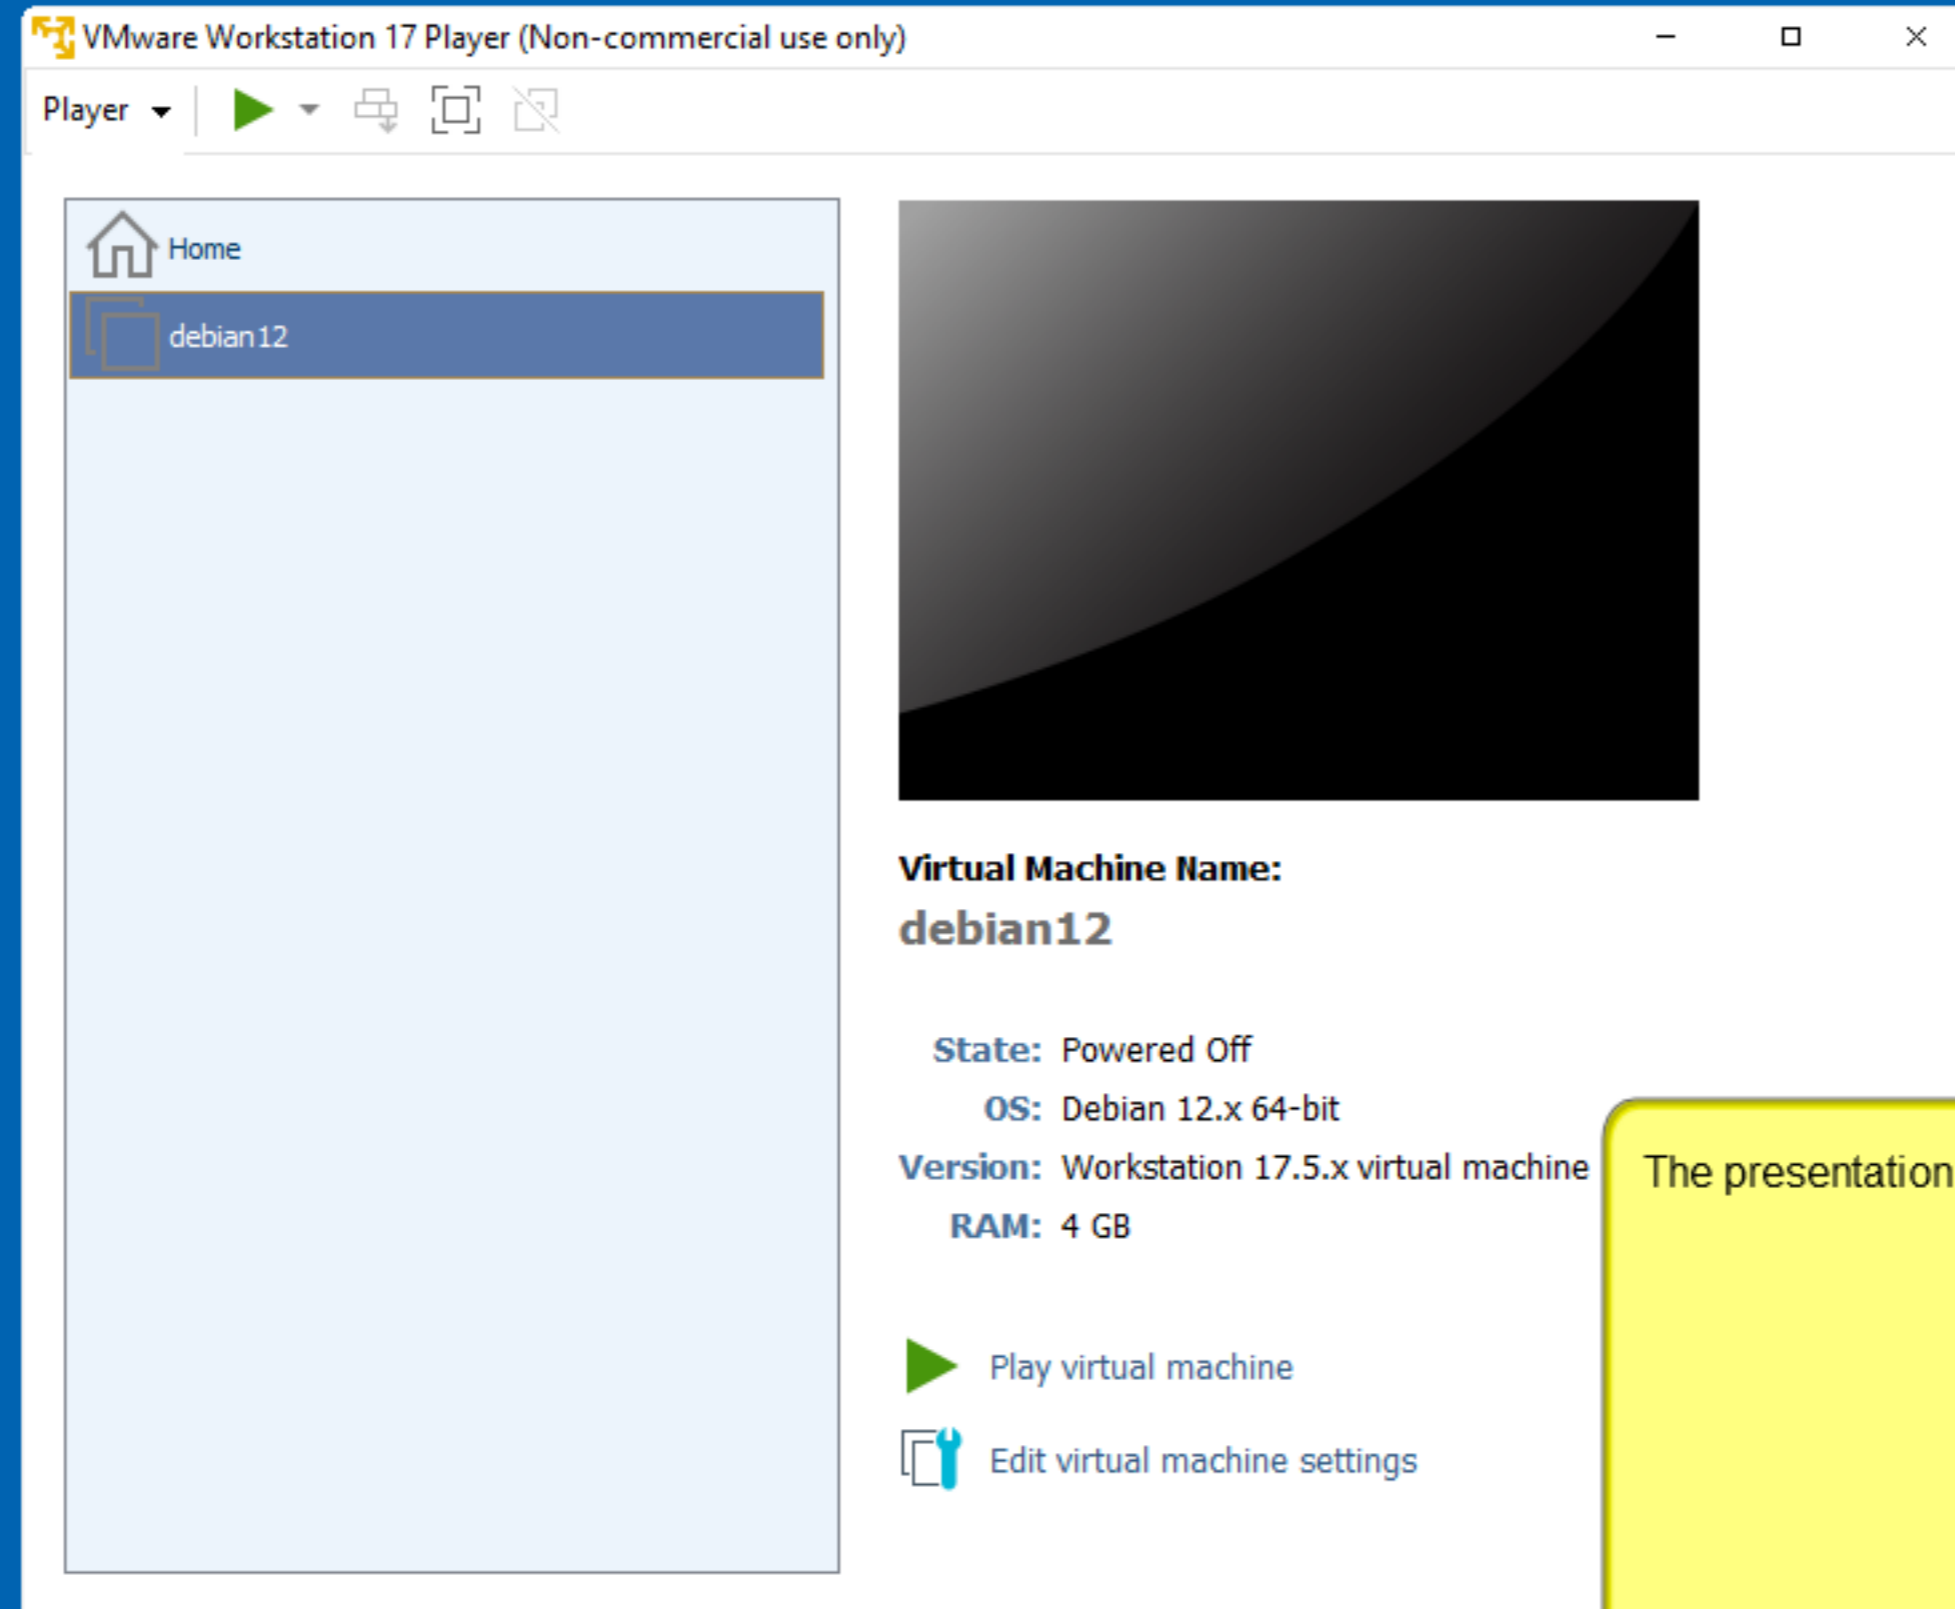 VMware Workstation 17 Player (Non-commercial use only)
Player
Home
debian12
Virtual Machine Name:
debian12
State: Powered Off
OS: Debian 12.x 64-bit
Version: Workstation 17.5.x virtual machine
RAM: 4 GB
The presentation
Play virtual machine
Edit virtual machine settings